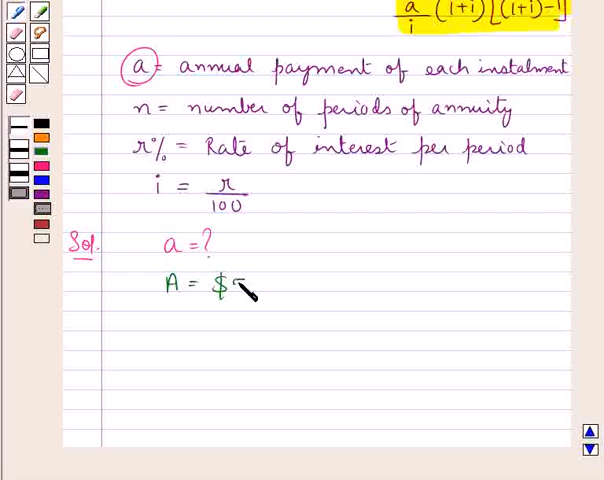 a/i (1+i) [(1+i)-1]
a = annual payment of each instalment
n = number of periods of annuity
r% = Rate of interest per period
i = r/100
Sol. a = ?
A = $